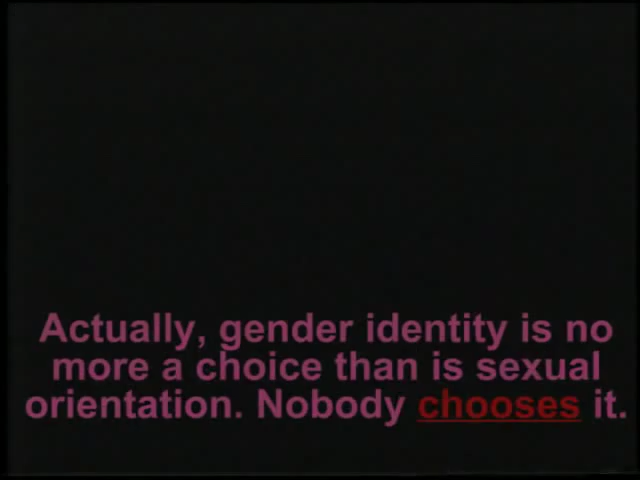 Actually, gender identity is no
more a choice than is sexual
orientation. Nobody chooses it.